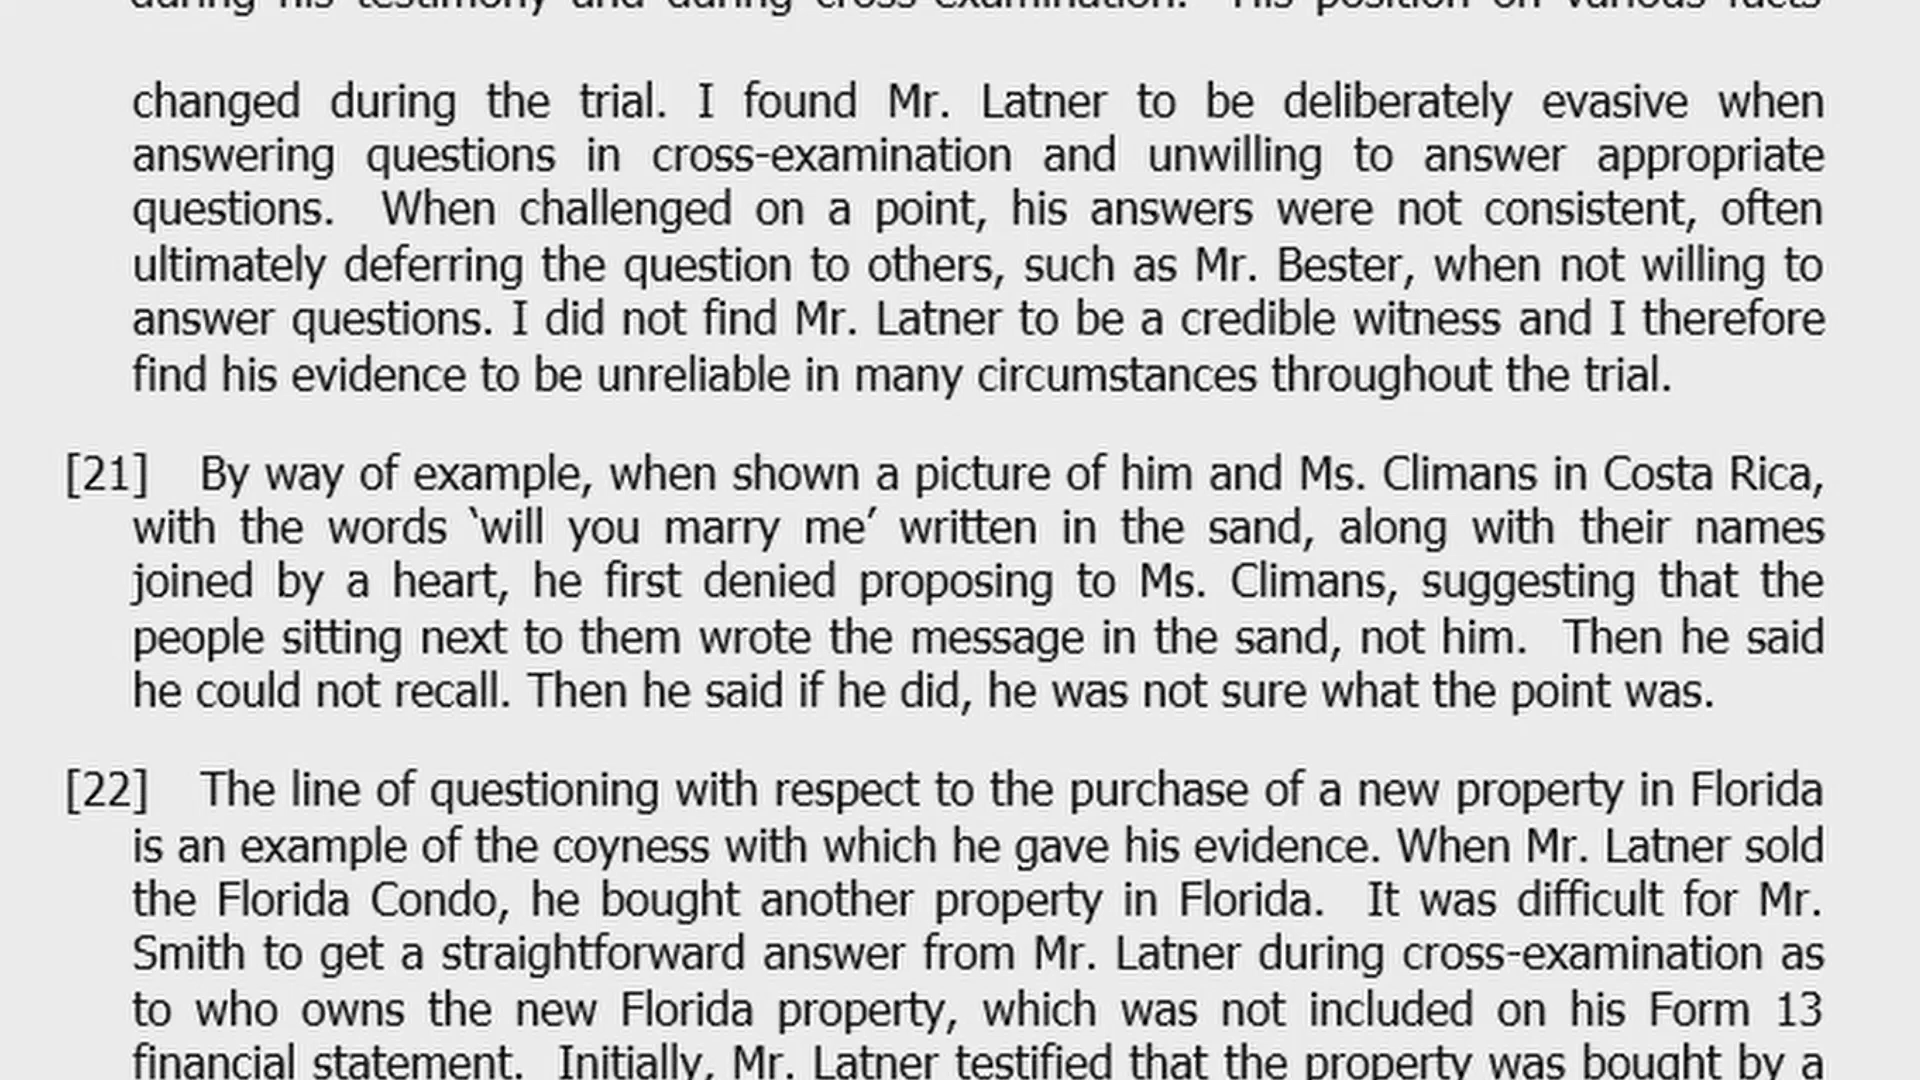 during his testimony and during cross-examination. His position on various facts
changed during the trial. I found Mr. Latner to be deliberately evasive when
answering questions in cross-examination and unwilling to answer appropriate
questions. When challenged on a point, his answers were not consistent, often
ultimately deferring the question to others, such as Mr. Bester, when not willing to
answer questions. I did not find Mr. Latner to be a credible witness and I therefore
find his evidence to be unreliable in many circumstances throughout the trial.
[21] By way of example, when shown a picture of him and Ms. Climans in Costa Rica,
with the words ‘will you marry me’ written in the sand, along with their names
joined by a heart, he first denied proposing to Ms. Climans, suggesting that the
people sitting next to them wrote the message in the sand, not him. Then he said
he could not recall. Then he said if he did, he was not sure what the point was.
[22] The line of questioning with respect to the purchase of a new property in Florida
is an example of the coyness with which he gave his evidence. When Mr. Latner sold
the Florida Condo, he bought another property in Florida. It was difficult for Mr.
Smith to get a straightforward answer from Mr. Latner during cross-examination as
to who owns the new Florida property, which was not included on his Form 13
financial statement. Initially, Mr. Latner testified that the property was bought by a